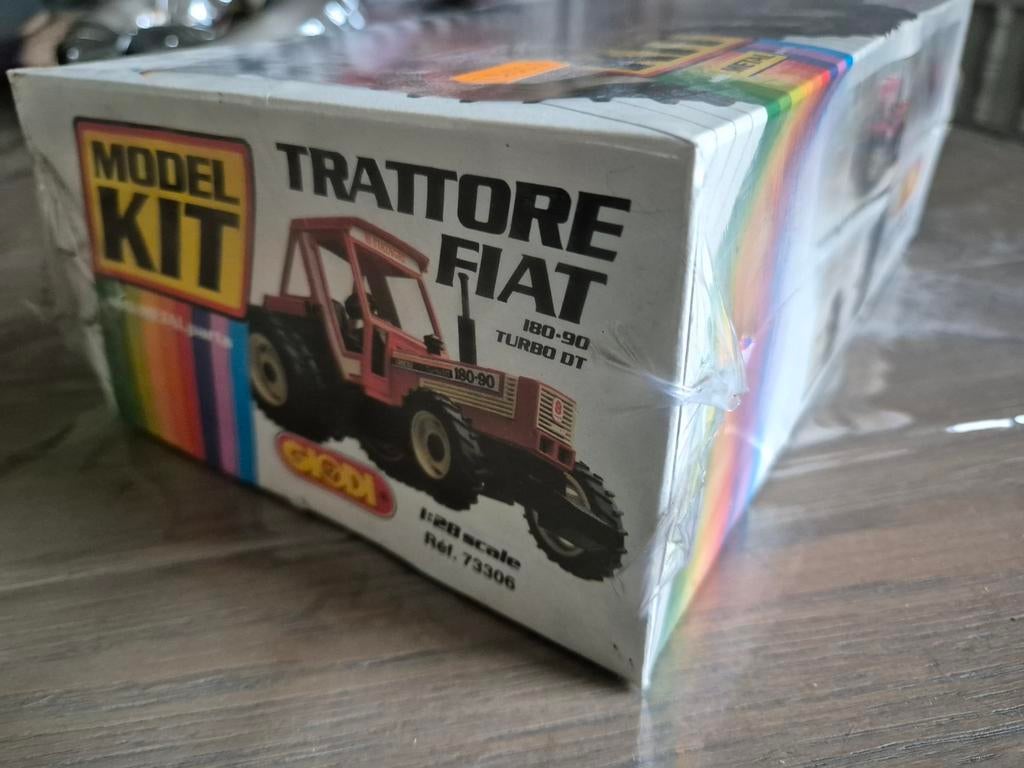 MODEL
KIT
TRATTORE
FIAT
180-90
TURBO DT
180-90
GIODI
1:28 scale
Réf. 73306